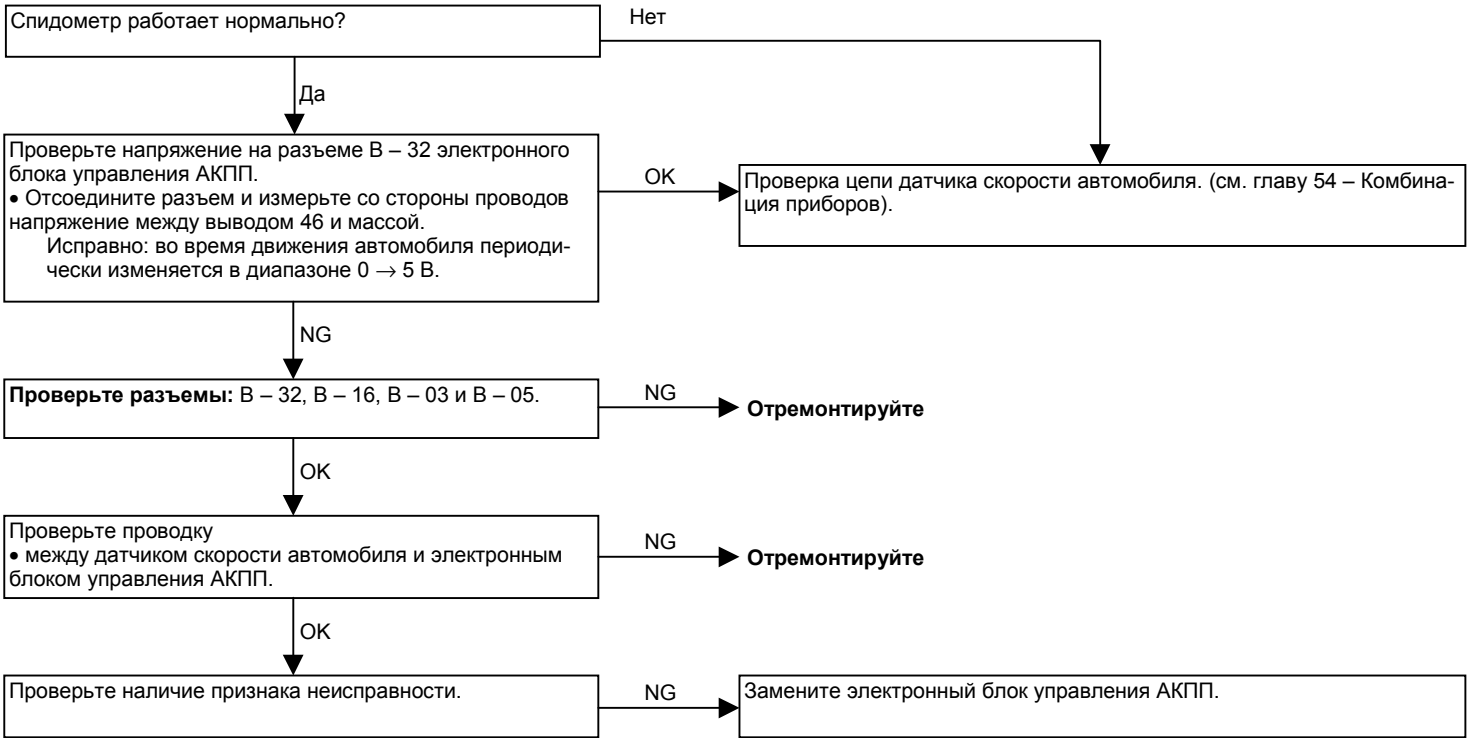 Спидометр работает нормально?
Нет
Да
Проверьте напряжение на разъеме B – 32 электронного
блока управления АКПП.
• Отсоедините разъем и измерьте со стороны проводов
напряжение между выводом 46 и массой.
Исправно: во время движения автомобиля периоди-
чески изменяется в диапазоне 0 → 5 В.
OK
Проверка цепи датчика скорости автомобиля. (см. главу 54 – Комбина-
ция приборов).
NG
Проверьте разъемы: B – 32, B – 16, B – 03 и B – 05.
NG
Отремонтируйте
OK
Проверьте проводку
• между датчиком скорости автомобиля и электронным
блоком управления АКПП.
NG
Отремонтируйте
OK
Проверьте наличие признака неисправности.
NG
Замените электронный блок управления АКПП.